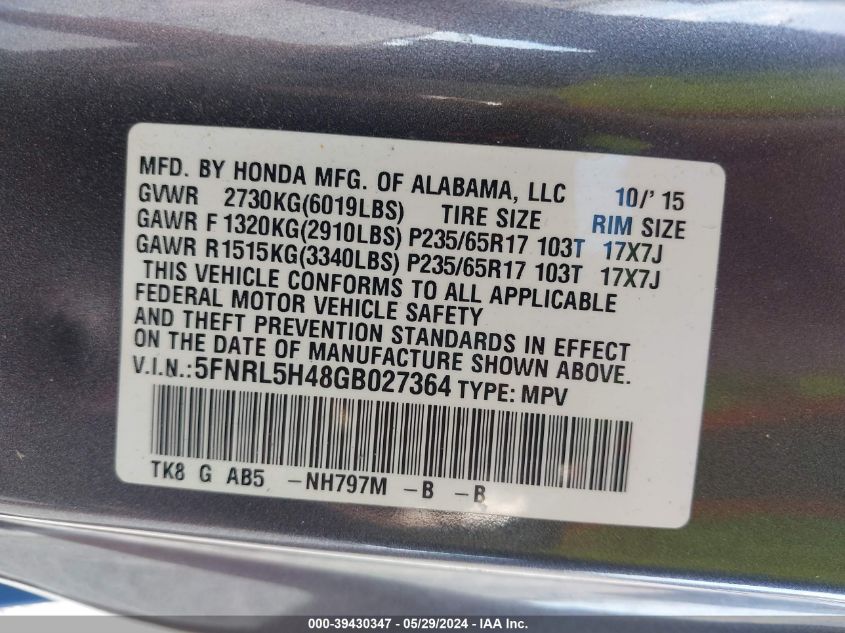 MFD. BY HONDA MFG. OF ALABAMA, LLC 10/'15
GVWR 2730KG(6019LBS) TIRE SIZE RIM SIZE
GAWR F 1320KG(2910LBS) P235/65R17 103T 17X7J
GAWR R1515KG(3340LBS) P235/65R17 103T 17X7J
THIS VEHICLE CONFORMS TO ALL APPLICABLE
FEDERAL MOTOR VEHICLE SAFETY
AND THEFT PREVENTION STANDARDS IN EFFECT
ON THE DATE OF MANUFACTURE SHOWN ABOVE.
V.I.N.:5FNRL5H48GB027364 TYPE: MPV
TK8 G AB5 -NH797M -B -B
000-39430347 - 05/29/2024 - IAA, Inc.